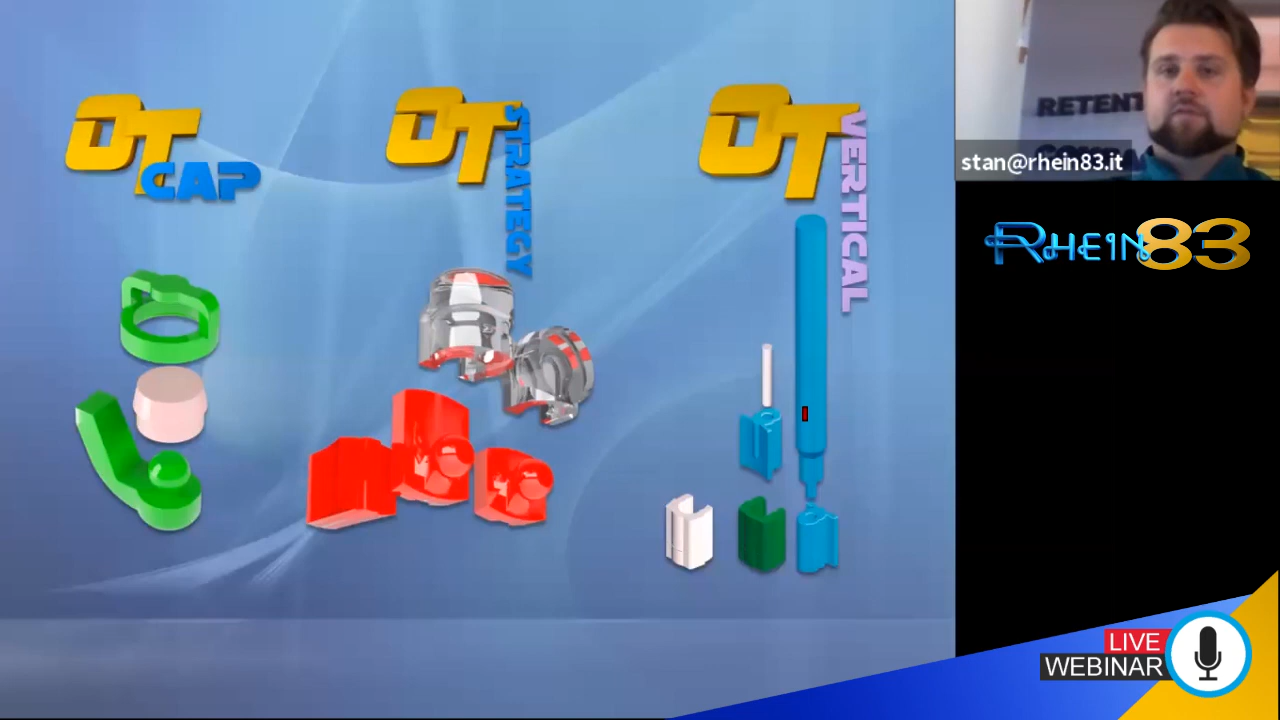 OT
CAP
OT
STRATEGY
OT
VERTICAL
stan@rhein83.it
RHEIN83
LIVE
WEBINAR